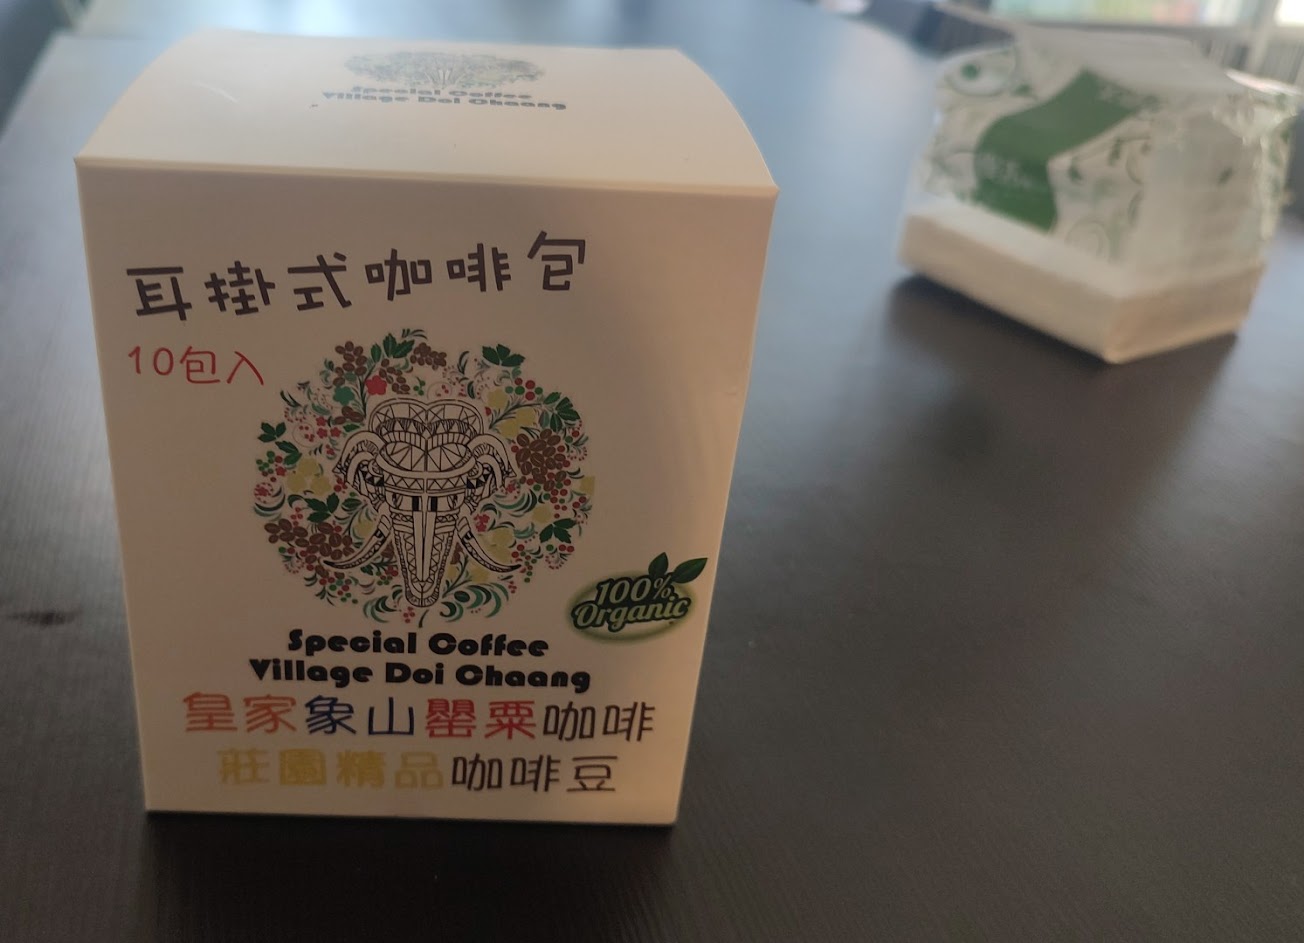 Special Coffee
Village Doi Chaang
耳掛式咖啡包
10包入
100%
Organic
Special Coffee
Village Doi Chaang
皇家象山罌粟咖啡
莊園精品咖啡豆